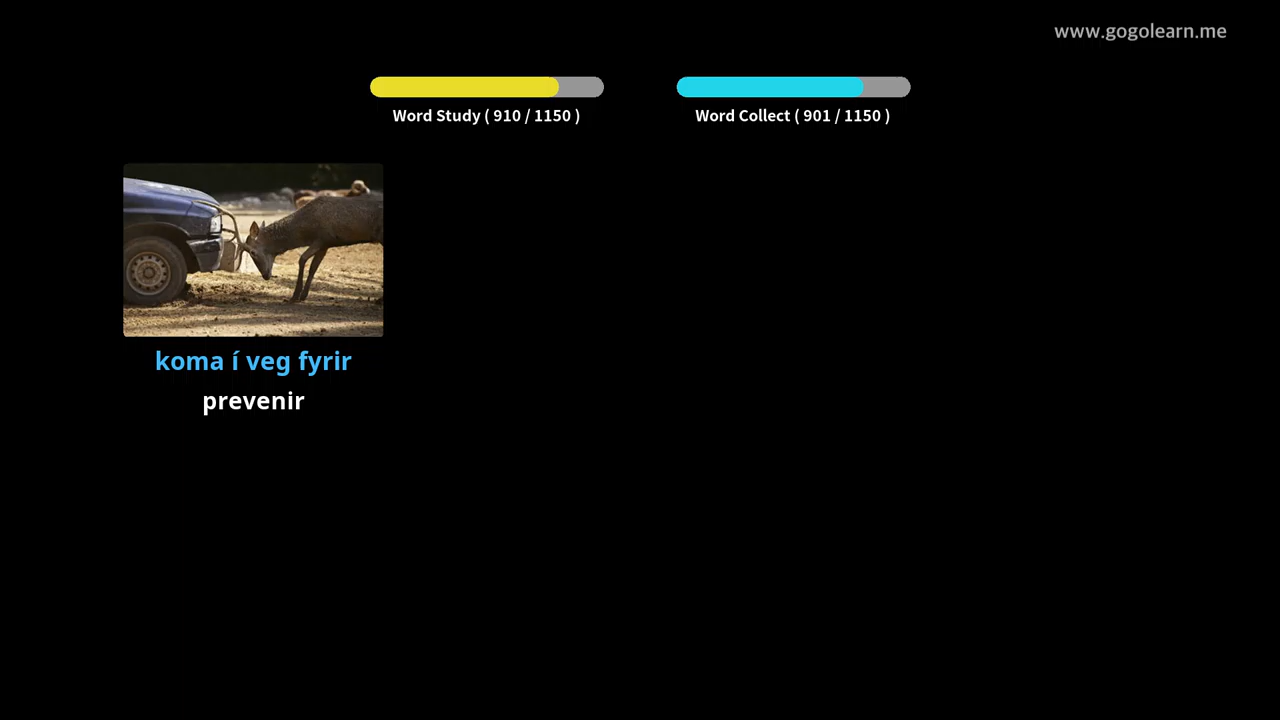 www.gogolearn.me
Word Study ( 910 / 1150 )
Word Collect ( 901 / 1150 )
koma í veg fyrir
prevenir